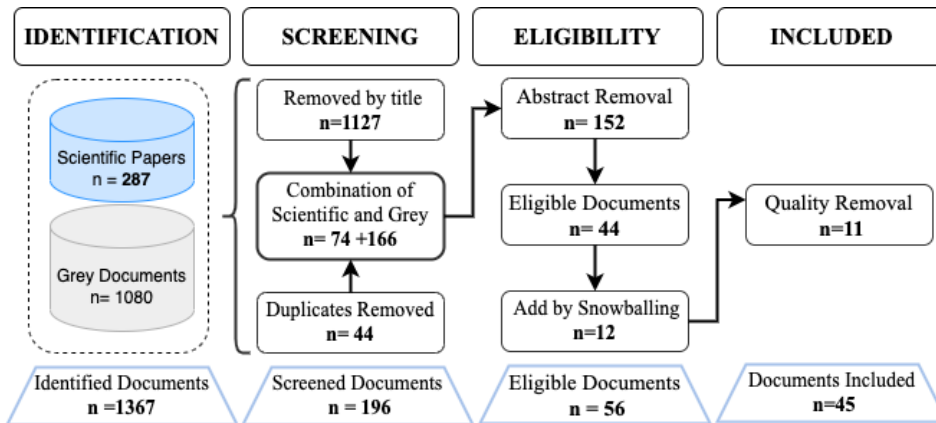 IDENTIFICATION
SCREENING
ELIGIBILITY
INCLUDED
Scientific Papers
n = 287
Grey Documents
n= 1080
Removed by title
n=1127
Combination of
Scientific and Grey
n= 74 +166
Duplicates Removed
n= 44
Abstract Removal
n= 152
Eligible Documents
n= 44
Add by Snowballing
n=12
Quality Removal
n=11
Identified Documents
n =1367
Screened Documents
n = 196
Eligible Documents
n = 56
Documents Included
n=45